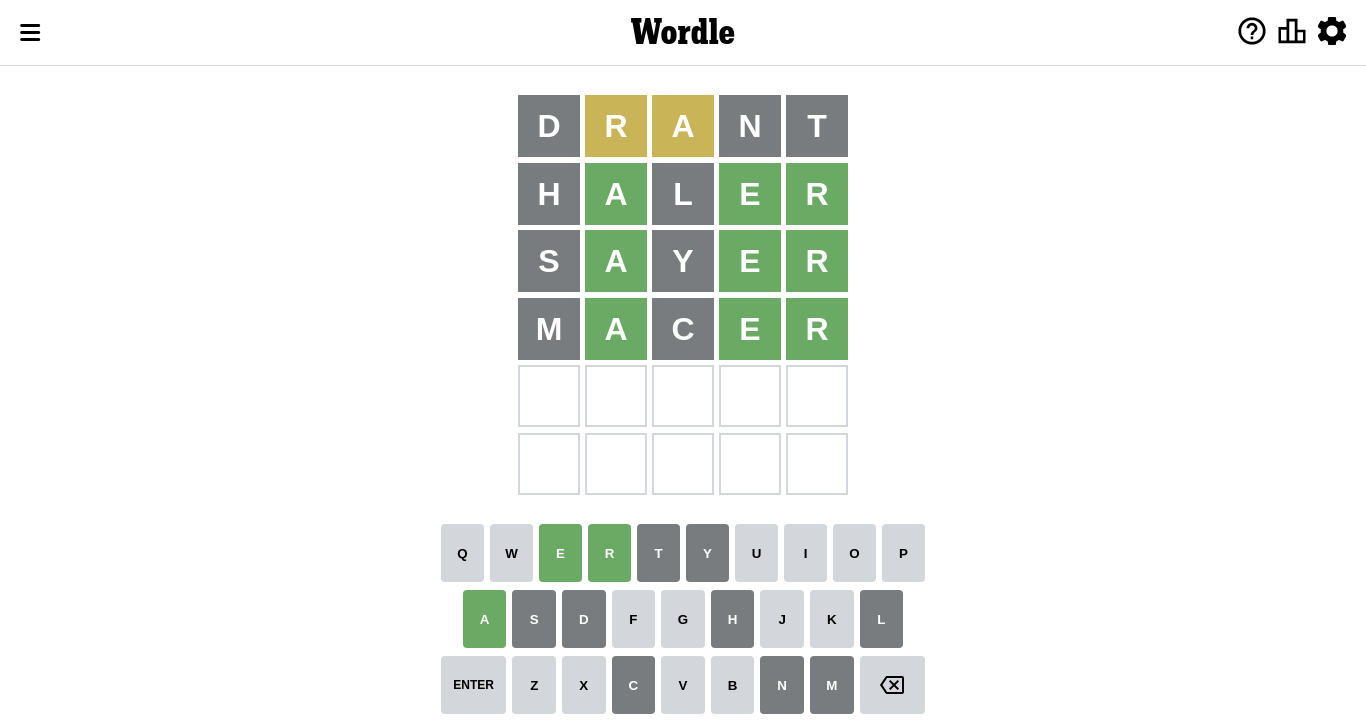 Wordle
D R A N T
H A L E R
S A Y E R
M A C E R
Q W E R T Y U I O P
A S D F G H J K L
ENTER Z X C V B N M